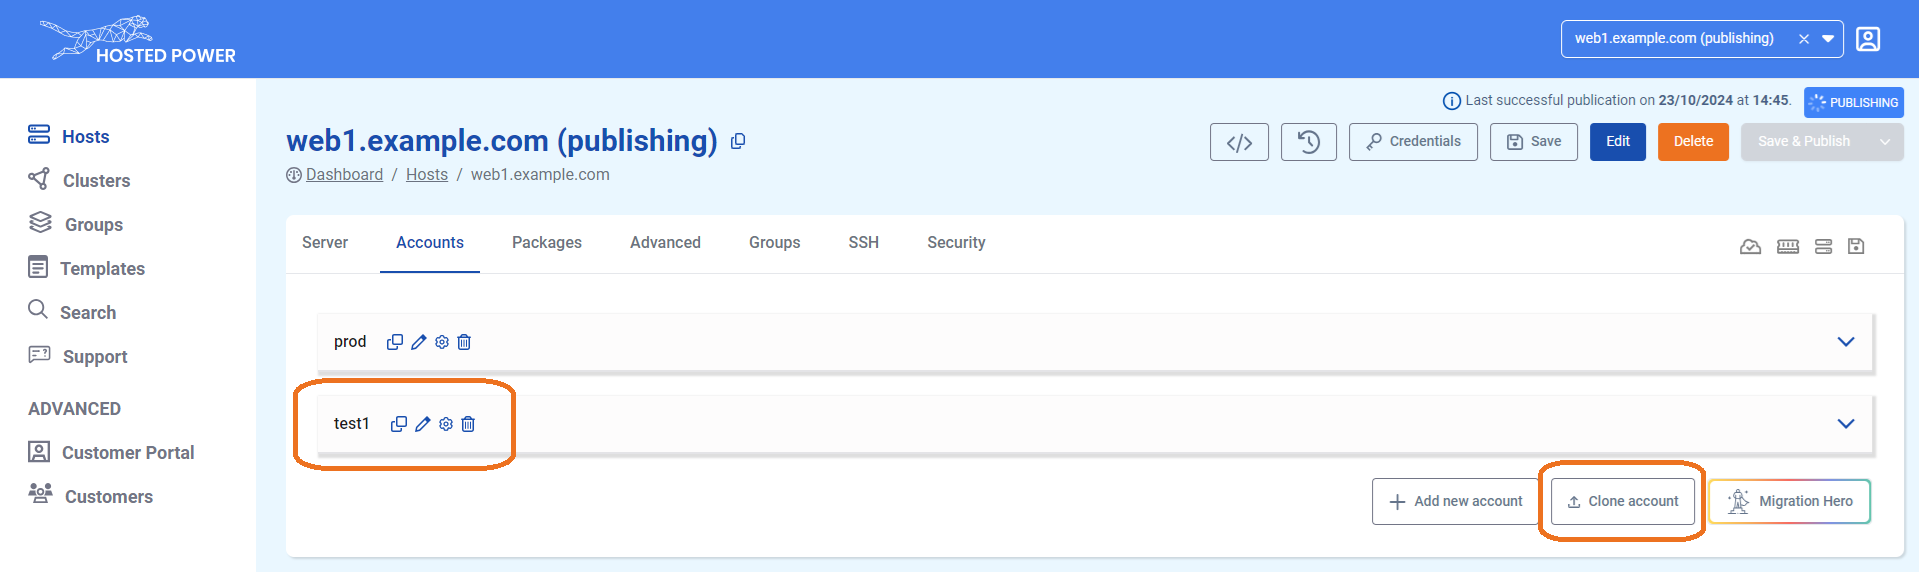 HOSTED POWER
web1.example.com (publishing)
Last successful publication on 23/10/2024 at 14:45.
PUBLISHING
web1.example.com (publishing)
Credentials
Save
Edit
Delete
Save & Publish
Dashboard / Hosts / web1.example.com
Hosts
Clusters
Groups
Templates
Search
Support
ADVANCED
Customer Portal
Customers
Server
Accounts
Packages
Advanced
Groups
SSH
Security
prod
test1
Add new account
Clone account
Migration Hero